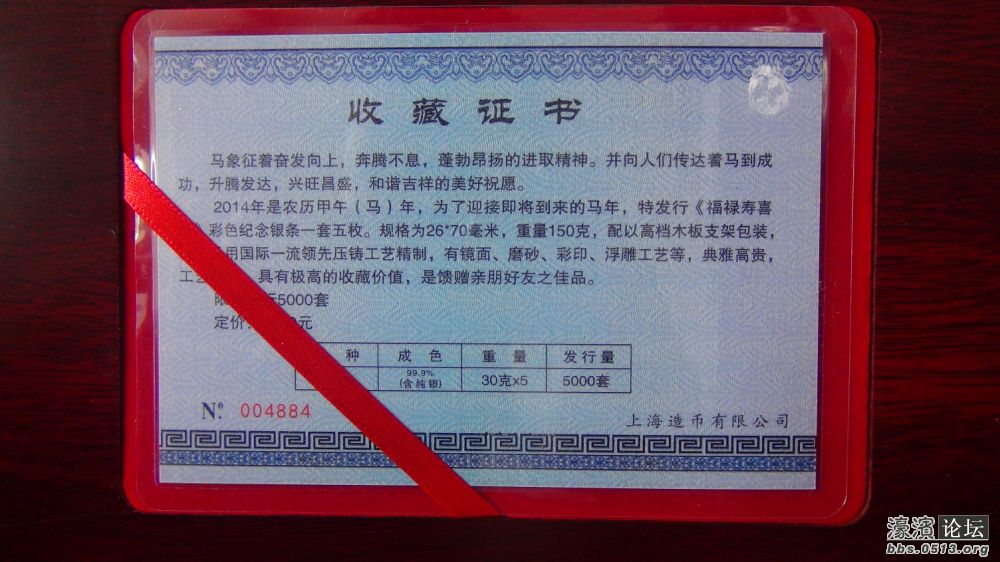 收藏证书
马象征着奋发向上，奔腾不息，蓬勃昂扬的进取精神。并向人们传达着马到成
功，升腾发达，兴旺昌盛，和谐吉祥的美好祝愿。
2014年是农历甲午（马）年，为了迎接即将到来的马年，特发行《福禄寿喜
彩色纪念银条一套五枚。规格为26*70毫米，重量150克，配以高档木板支架包装，
用国际一流领先压铸工艺精制，有镜面、磨砂、彩印、浮雕工艺等，典雅高贵，
工艺 具有极高的收藏价值，是馈赠亲朋好友之佳品。
限 5000套
定价 元
种 成色 重量 发行量
99.9%
(含纯银) 30克x5 5000套
Nº 004884
上海造币有限公司
濠滨论坛
bbs.0513.org